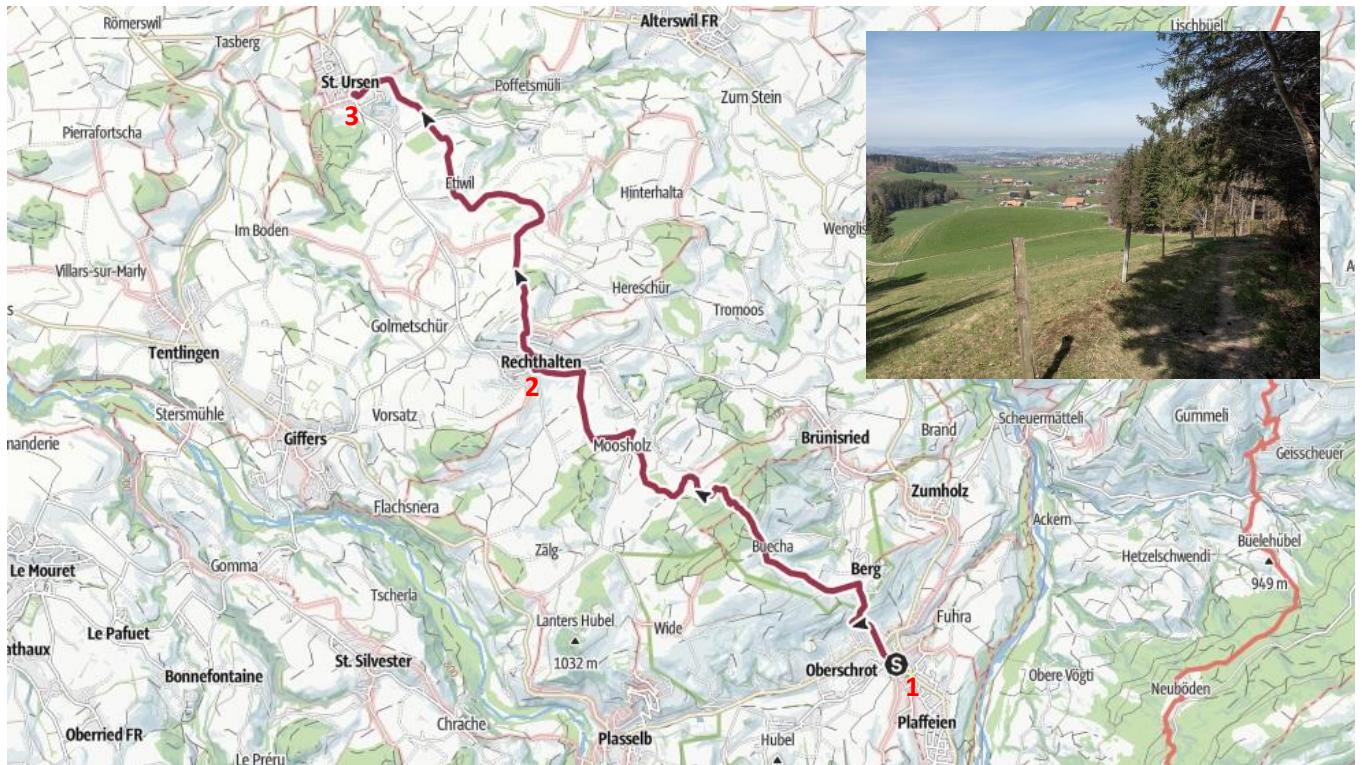 Römerswil
Alterswil FR
Lischbüel
Tasberg
St. Ursen
Poffetsmüli
Zum Stein
3
Pierrafortscha
Etiwil
Hinterhalta
Im Boden
Villars-sur-Marly
Hereschür
Tromoos
Golmetschür
Tentlingen
Rechthalten
2
Stersmühle
Vorsatz
Giffers
Moosholz
Brünisried
Brand
Scheuermätteli
Gummeli
Geisscheuer
Zumholz
Flachsnera
Ackern
Zälg
Buecha
Hetzelschwendi
Büelehübel
949 m
Le Mouret
Gomma
Berg
Tscherla
Lanters Hubel
1032 m
Wide
Fuhra
Le Pafuet
St. Silvester
Bonnefontaine
Oberschrot
S
1
Obere Vögti
Neuböden
Plaffeien
Chrache
Plasselb
Oberried FR
Le Préru
Hubel